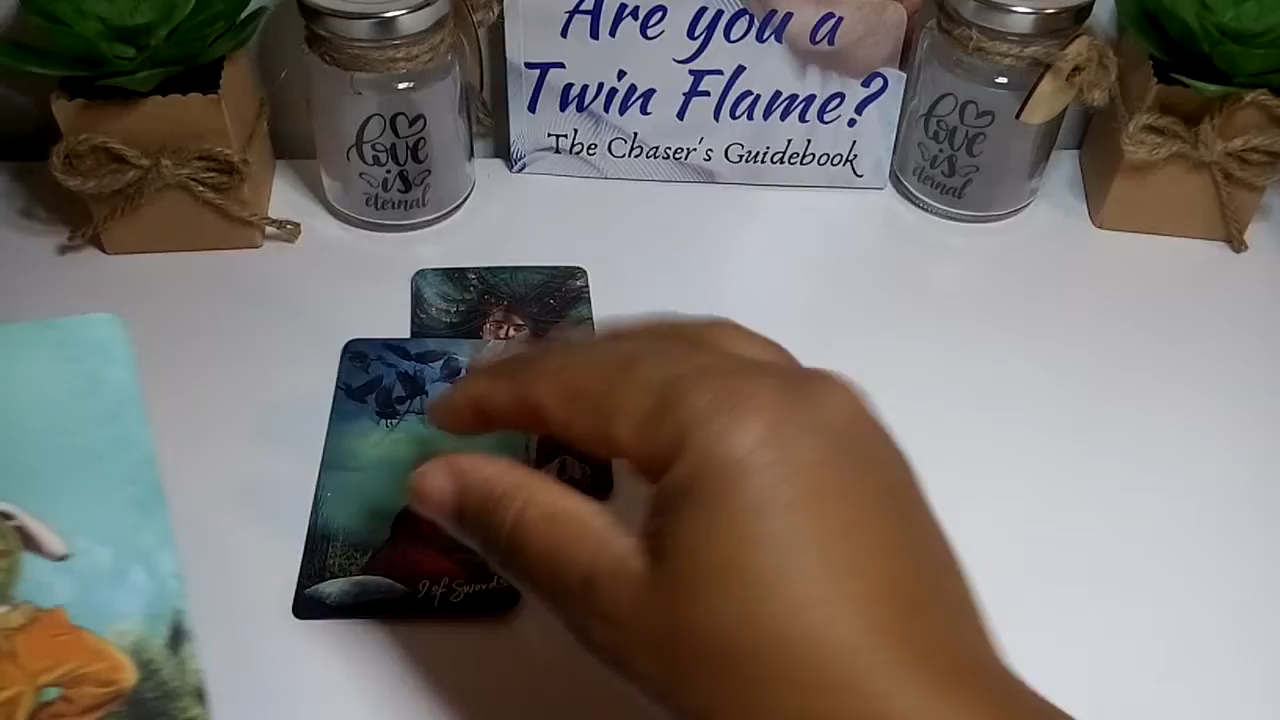 Are you a
Twin Flame?
The Chaser's Guidebook
love
is
eternal
love
is
eternal
9 of Swords